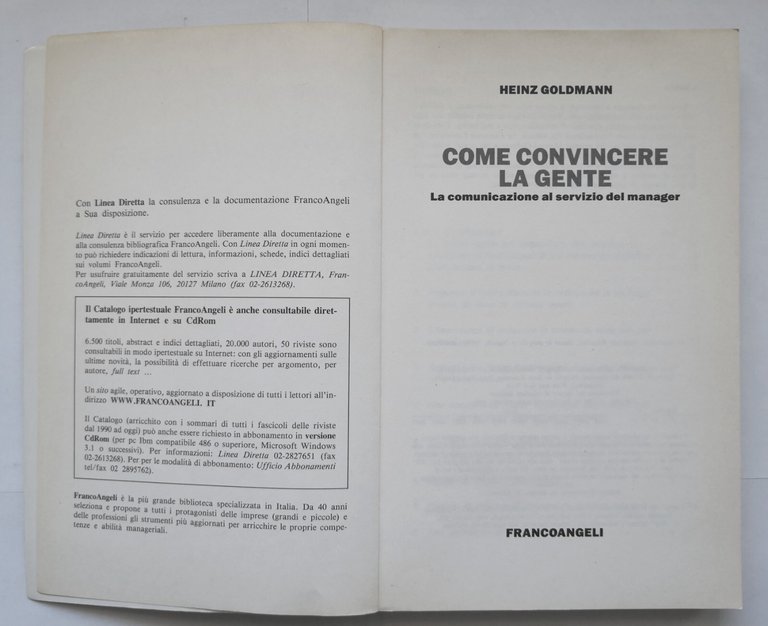 Con Linea Diretta la consulenza e la documentazione FrancoAngeli
a Sua disposizione.
Linea Diretta è il servizio per accedere liberamente alla documentazione e
alla consulenza bibliografica FrancoAngeli. Con Linea Diretta in ogni momen-
to può richiedere indicazioni di lettura, informazioni, schede, indici dettagliati
sui volumi FrancoAngeli.
Per usufruire gratuitamente del servizio scriva a LINEA DIRETTA, Fran-
coAngeli, Viale Monza 106, 20127 Milano (fax 02-2613268).
Il Catalogo ipertestuale FrancoAngeli è anche consultabile diret-
tamente in Internet e su CdRom
6.500 titoli, abstract e indici dettagliati, 20.000 autori, 50 riviste sono
consultabili in modo ipertestuale su Internet: con gli aggiornamenti sulle
ultime novità, la possibilità di effettuare ricerche per argomento, per
autore, full text ...
Un sito agile, operativo, aggiornato a disposizione di tutti i lettori all'in-
dirizzo WWW.FRANCOANGELI. IT
Il Catalogo (arricchito con i sommari di tutti i fascicoli delle riviste
dal 1990 ad oggi) può anche essere richiesto in abbonamento in versione
CdRom (per pc Ibm compatibile 486 o superiore, Microsoft Windows
3.1 o successivi). Per informazioni: Linea Diretta 02-2827651 (fax
02-2613268). Per per le modalità di abbonamento: Ufficio Abbonamenti
tel/fax 02 2895762).
FrancoAngeli è la più grande biblioteca specializzata in Italia. Da 40 anni
seleziona e propone a tutti i protagonisti delle imprese (grandi e piccole) e
delle professioni gli strumenti più aggiornati per arricchire le proprie compe-
tenze e abilità manageriali.
HEINZ GOLDMANN
COME CONVINCERE
LA GENTE
La comunicazione al servizio del manager
FRANCOANGELI